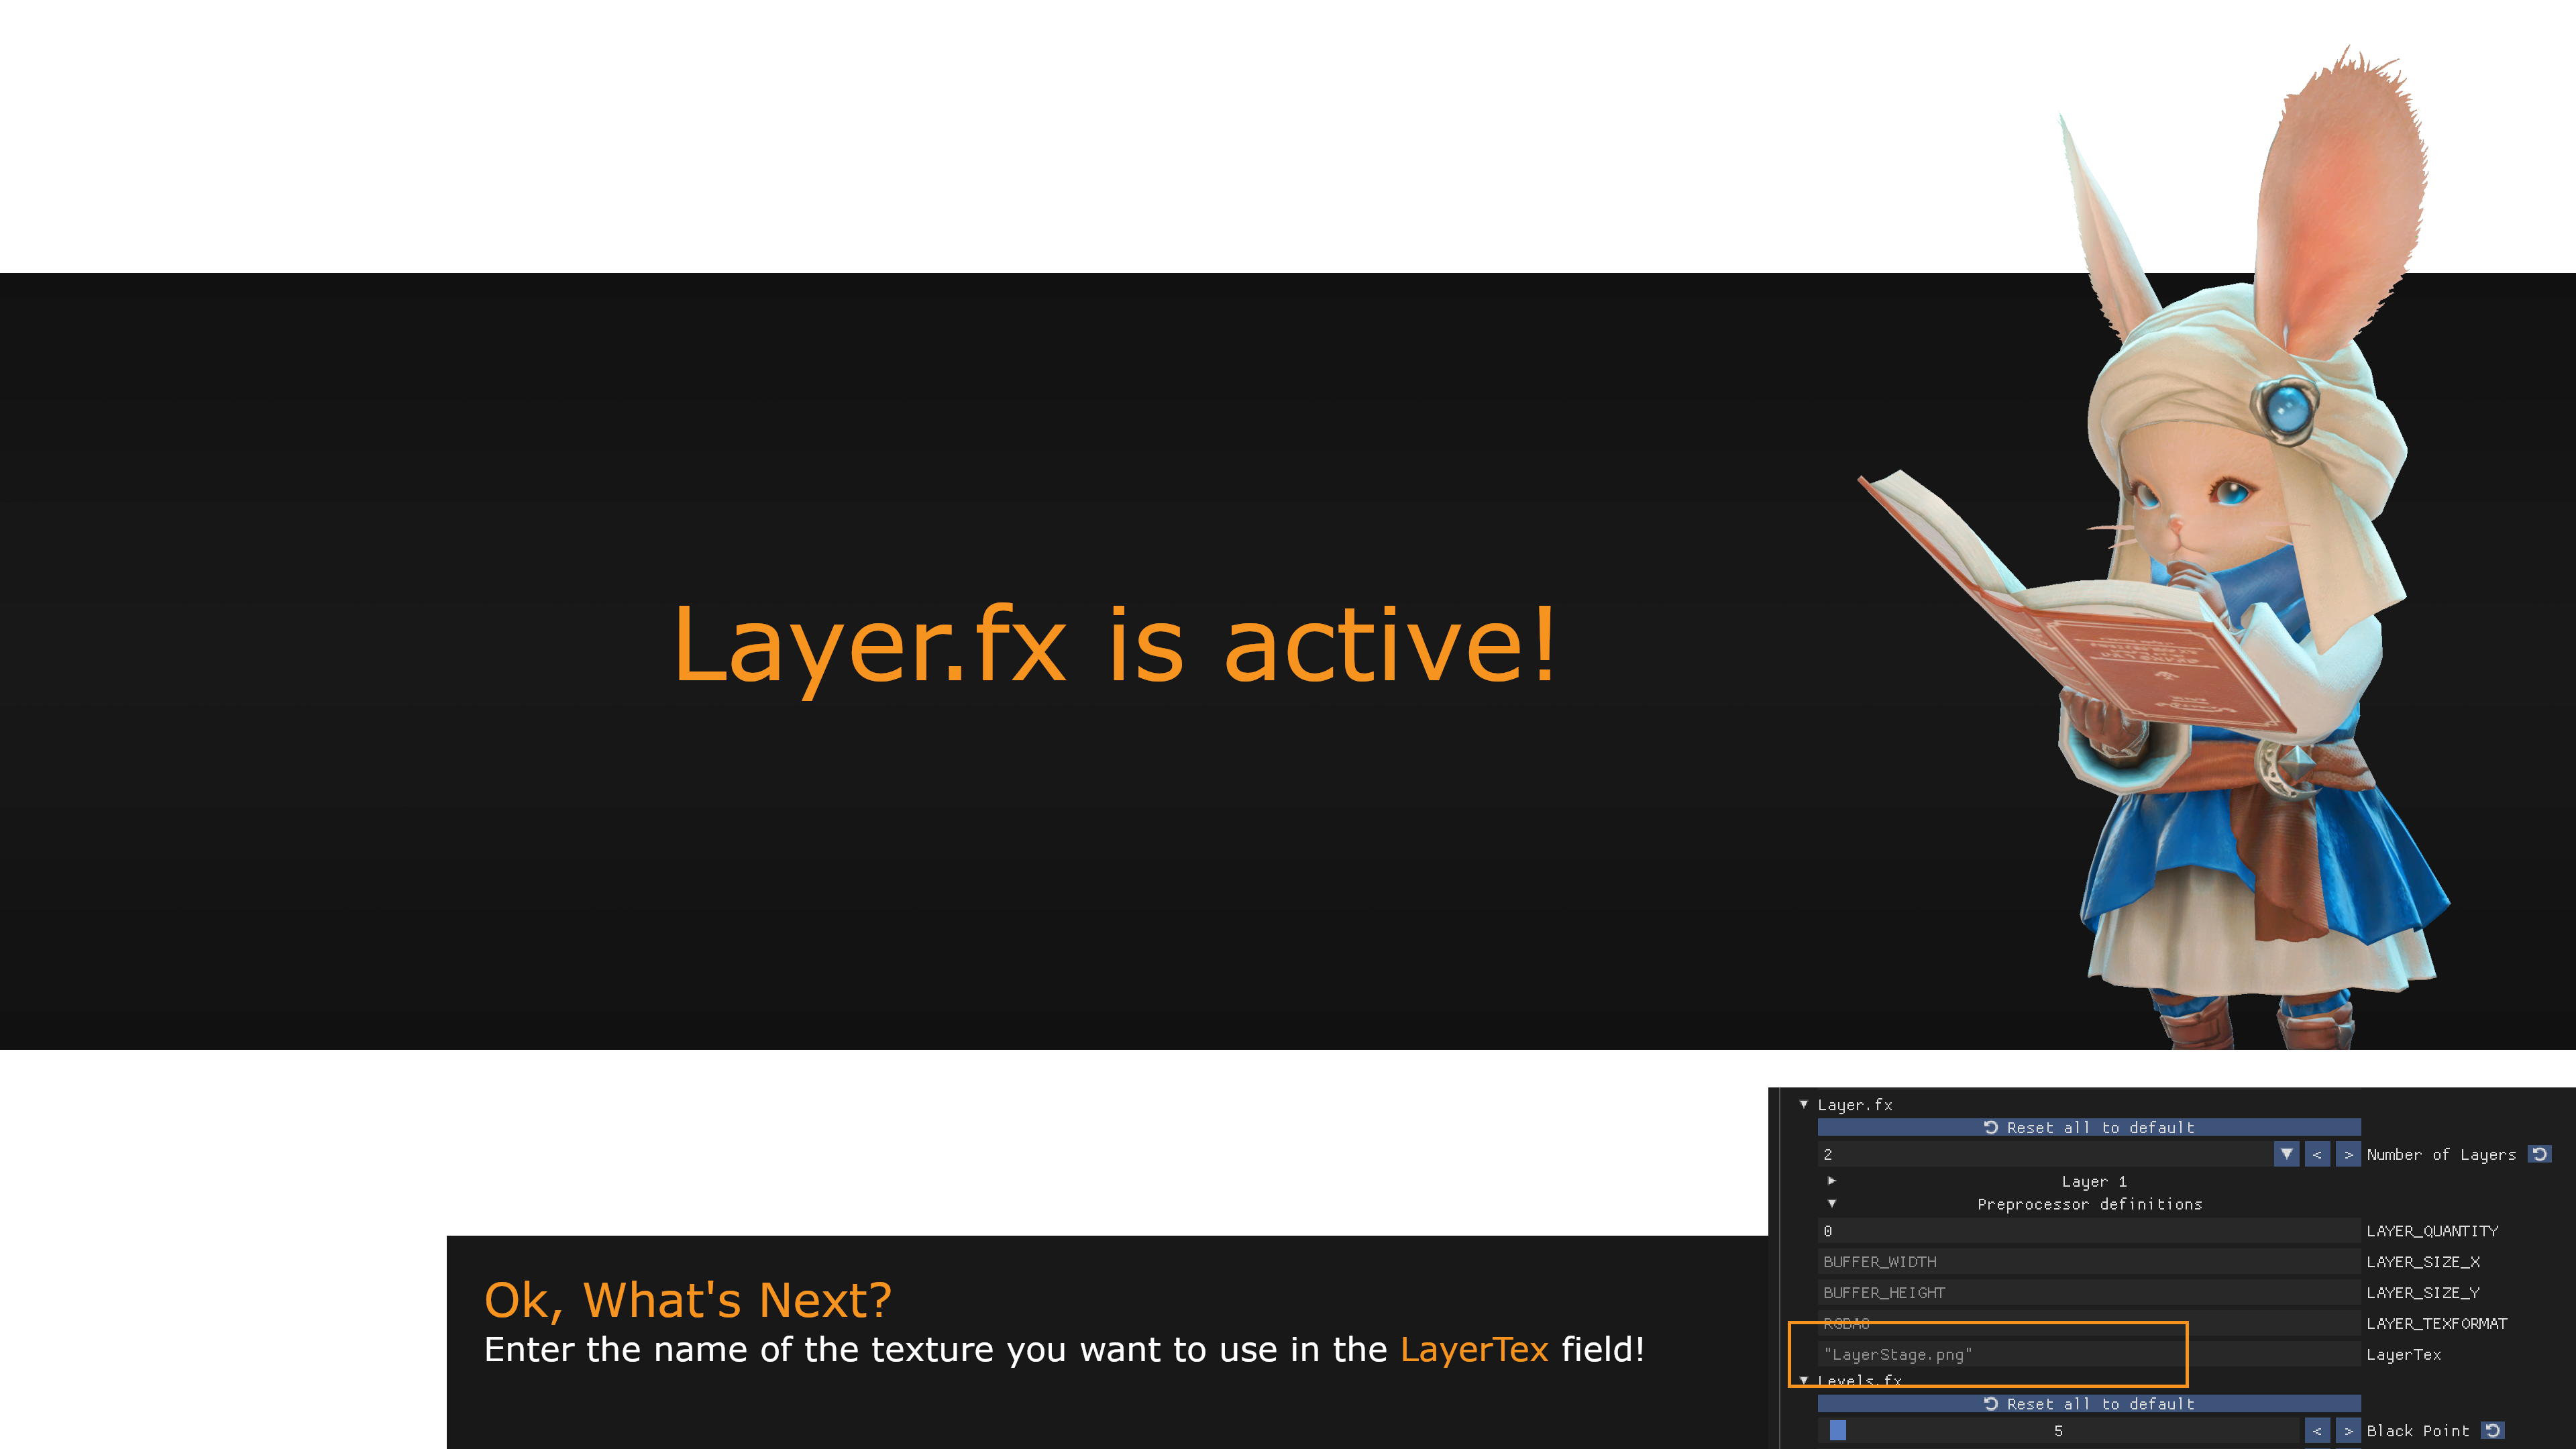 Layer.fx is active!
Ok, What's Next?
Enter the name of the texture you want to use in the LayerTex field!
Layer.fx
Reset all to default
2 < > Number of Layers
Layer 1
Preprocessor definitions
0 LAYER_QUANTITY
BUFFER_WIDTH LAYER_SIZE_X
BUFFER_HEIGHT LAYER_SIZE_Y
LAYER_TEXFORMAT
"LayerStage.png" LayerTex
Levels.fx
Reset all to default
5 < > Black Point